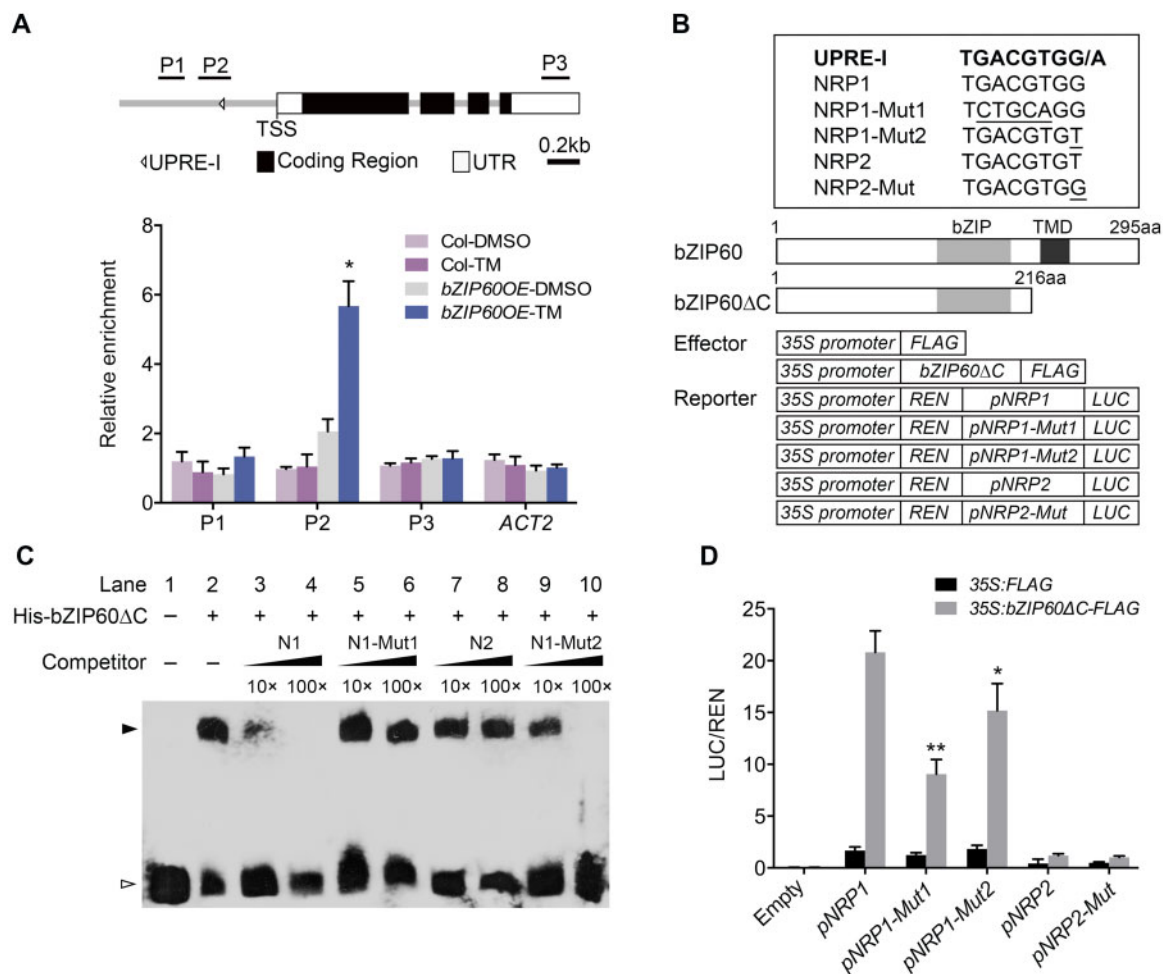 A
P1 P2 P3
TSS
0.2kb
UPRE-I Coding Region UTR
Relative enrichment
8
6
4
2
0
Col-DMSO
Col-TM
bZIP60OE-DMSO
bZIP60OE-TM
*
P1 P2 P3 ACT2
B
UPRE-I TGACGTGG/A
NRP1 TGACGTGG
NRP1-Mut1 TCTGCAGG
NRP1-Mut2 TGACGTGT
NRP2 TGACGTGT
NRP2-Mut TGACGTGG
1 bZIP TMD 295aa
bZIP60
1 216aa
bZIP60ΔC
Effector 35S promoter FLAG
35S promoter bZIP60ΔC FLAG
Reporter 35S promoter REN pNRP1 LUC
35S promoter REN pNRP1-Mut1 LUC
35S promoter REN pNRP1-Mut2 LUC
35S promoter REN pNRP2 LUC
35S promoter REN pNRP2-Mut LUC
C
Lane 1 2 3 4 5 6 7 8 9 10
His-bZIP60ΔC − + + + + + + + + +
N1 N1-Mut1 N2 N1-Mut2
Competitor − −
10× 100× 10× 100× 10× 100× 10× 100×
D
35S:FLAG
35S:bZIP60ΔC-FLAG
LUC/REN
25
20
15
10
5
0
**
*
Empty
pNRP1
pNRP1-Mut1
pNRP1-Mut2
pNRP2
pNRP2-Mut